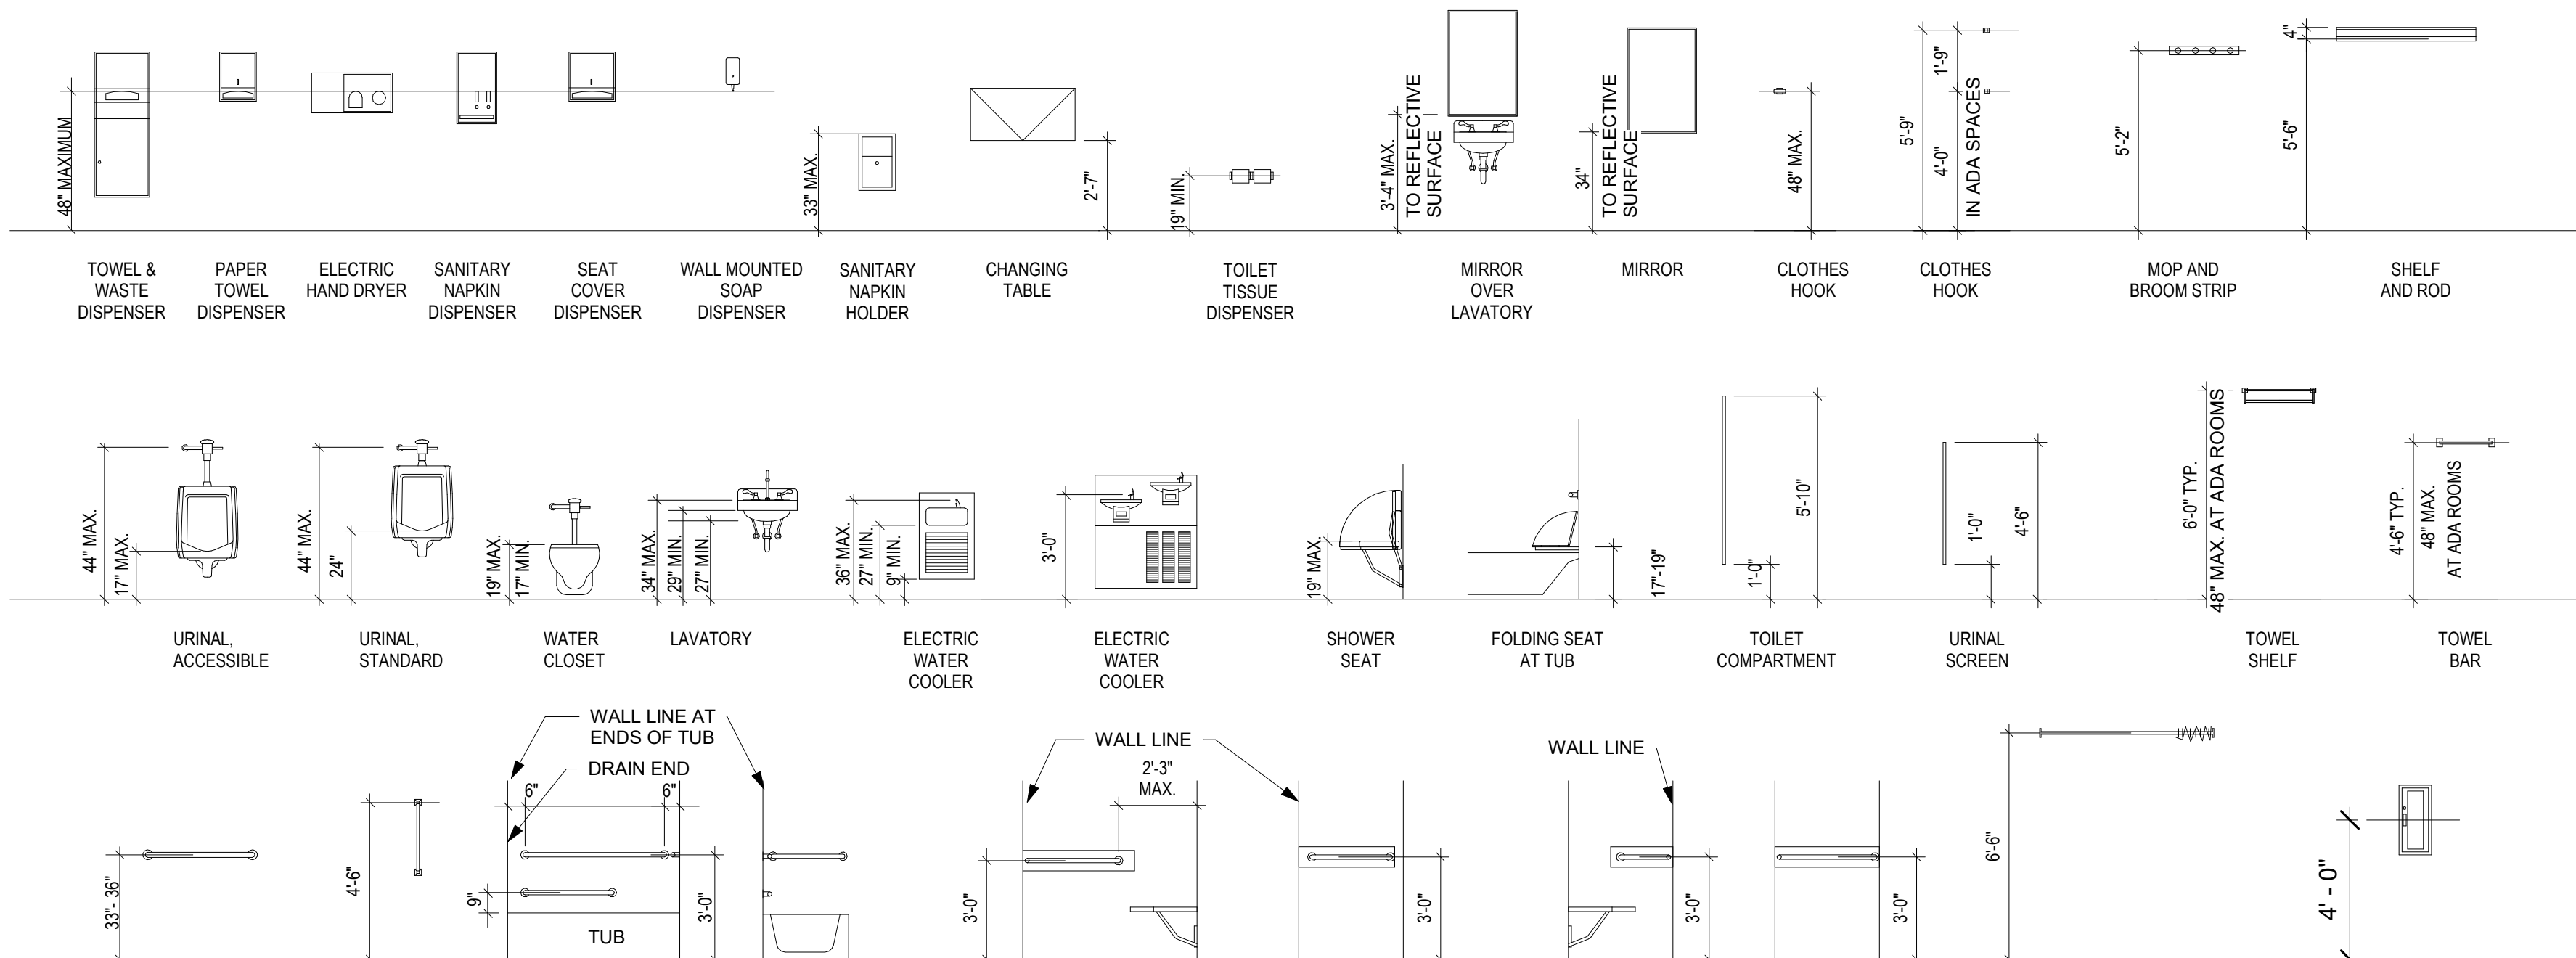 48" MAXIMUM
33" MAX.
2'-7"
19" MIN.
3'-4" MAX.
TO REFLECTIVE
SURFACE
34"
TO REFLECTIVE
SURFACE
48" MAX.
5'-9"
1'-9"
4'-0"
IN ADA SPACES
5'-2"
4"
5'-6"
TOWEL &
WASTE
DISPENSER
PAPER
TOWEL
DISPENSER
ELECTRIC
HAND DRYER
SANITARY
NAPKIN
DISPENSER
SEAT
COVER
DISPENSER
WALL MOUNTED
SOAP
DISPENSER
SANITARY
NAPKIN
HOLDER
CHANGING
TABLE
TOILET
TISSUE
DISPENSER
MIRROR
OVER
LAVATORY
MIRROR
CLOTHES
HOOK
CLOTHES
HOOK
MOP AND
BROOM STRIP
SHELF
AND ROD
44" MAX.
17" MAX.
44" MAX.
24"
19" MAX.
17" MIN.
34" MAX.
29" MIN.
27" MIN.
36" MAX.
27" MIN.
9" MIN.
3'-0"
19" MAX.
17"-19"
1'-0"
5'-10"
1'-0"
4'-6"
6'-0" TYP.
48" MAX. AT ADA ROOMS
4'-6" TYP.
48" MAX.
AT ADA ROOMS
URINAL,
ACCESSIBLE
URINAL,
STANDARD
WATER
CLOSET
LAVATORY
ELECTRIC
WATER
COOLER
ELECTRIC
WATER
COOLER
SHOWER
SEAT
FOLDING SEAT
AT TUB
TOILET
COMPARTMENT
URINAL
SCREEN
TOWEL
SHELF
TOWEL
BAR
33"- 36"
4'-6"
WALL LINE AT
ENDS OF TUB
DRAIN END
6"
6"
9"
TUB
3'-0"
WALL LINE
2'-3"
MAX.
3'-0"
3'-0"
WALL LINE
3'-0"
3'-0"
6'-6"
4' - 0"